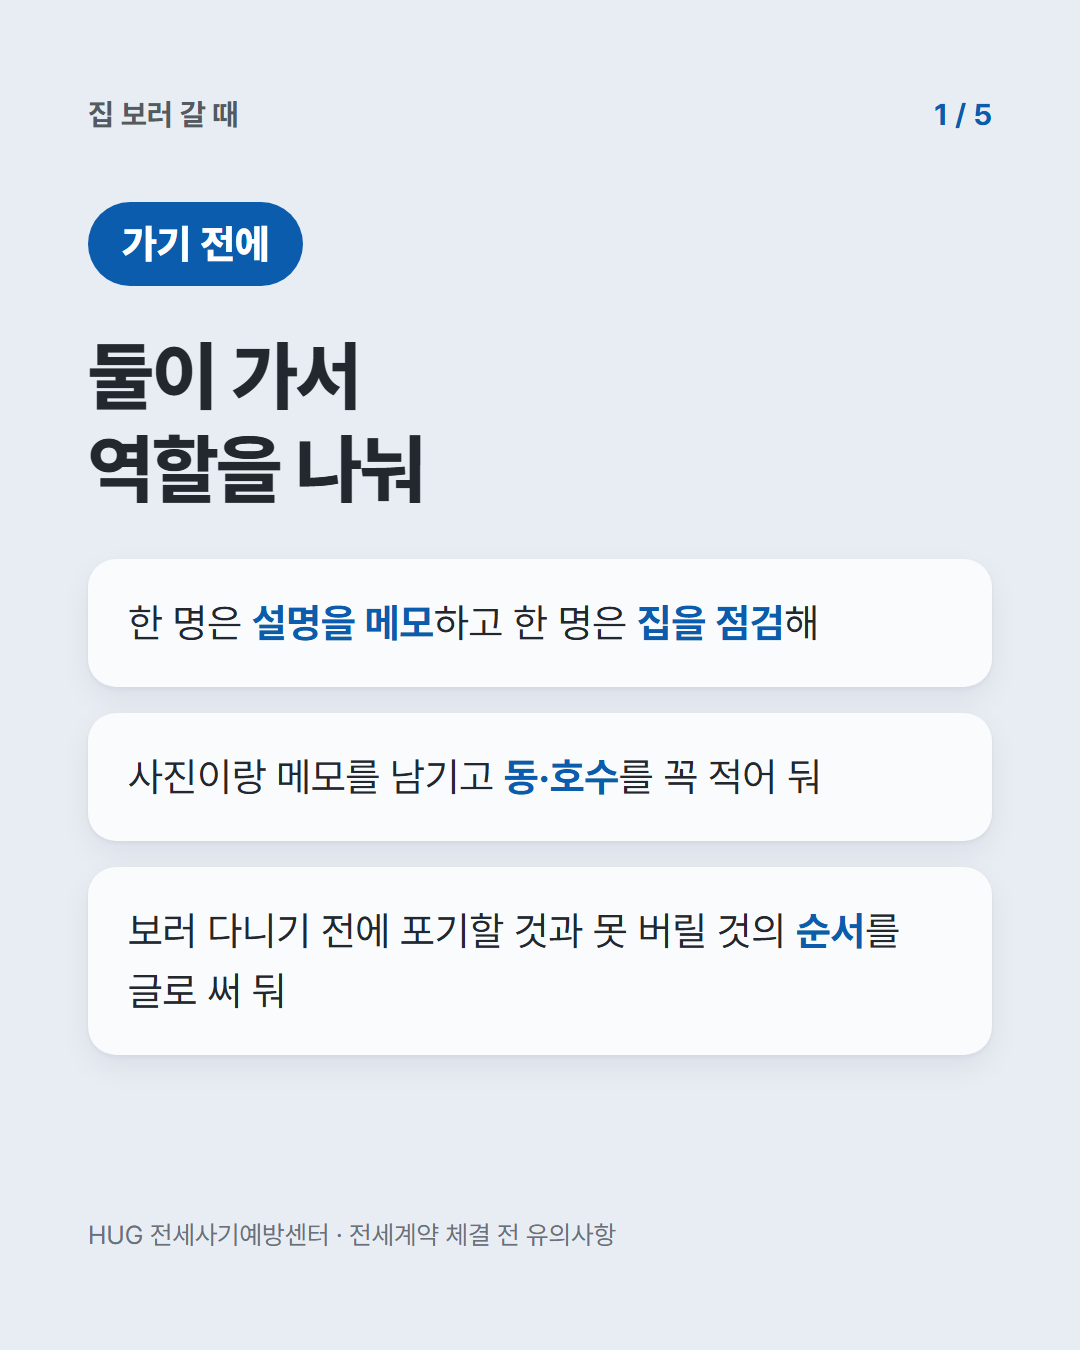 집 보러 갈 때
1 / 5
가기 전에
둘이 가서
역할을 나눠
한 명은 설명을 메모하고 한 명은 집을 점검해
사진이랑 메모를 남기고 동·호수를 꼭 적어 둬
보러 다니기 전에 포기할 것과 못 버릴 것의 순서를
글로 써 둬
HUG 전세사기예방센터 · 전세계약 체결 전 유의사항